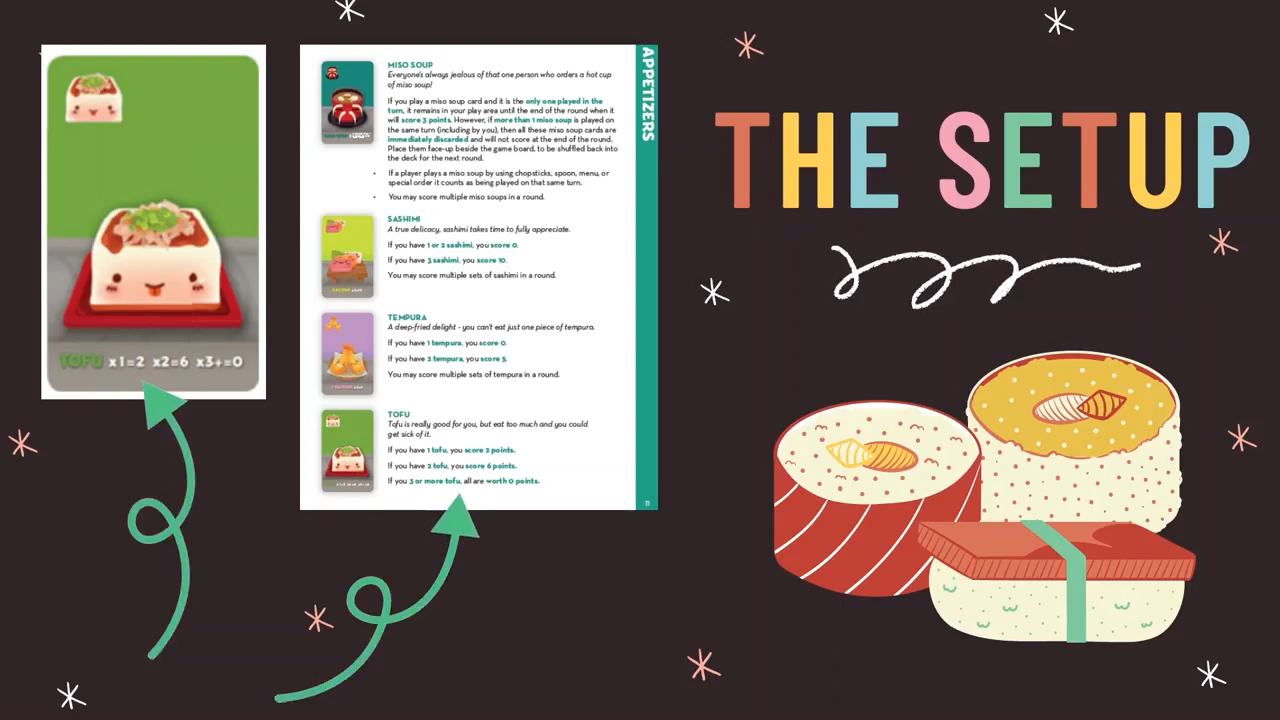 TOFU x1=2 x2=6 x3+=0
APPETIZERS
MISO SOUP
Everyone's always jealous of that one person who orders a hot cup
of miso soup!
If you play a miso soup card and it is the only one played in the
turn, it remains in your play area until the end of the round when it
will score 3 points. However, if more than 1 miso soup is played on
the same turn (including by you), then all these miso soup cards are
immediately discarded and will not score at the end of the round.
Place them face-up beside the game board, to be shuffled back into
the deck for the next round.
• If a player plays a miso soup by using chopsticks, spoon, menu, or
special order it counts as being played on that same turn.
• You may score multiple miso soups in a round.
SASHIMI
A true delicacy, sashimi takes time to fully appreciate.
If you have 1 or 2 sashimi, you score 0.
If you have 3 sashimi, you score 10.
You may score multiple sets of sashimi in a round.
TEMPURA
A deep-fried delight - you can't eat just one piece of tempura.
If you have 1 tempura, you score 0.
If you have 2 tempura, you score 5.
You may score multiple sets of tempura in a round.
TOFU
Tofu is really good for you, but eat too much and you could
get sick of it.
If you have 1 tofu, you score 2 points.
If you have 2 tofu, you score 6 points.
If you 3 or more tofu, all are worth 0 points.
THE SETUP